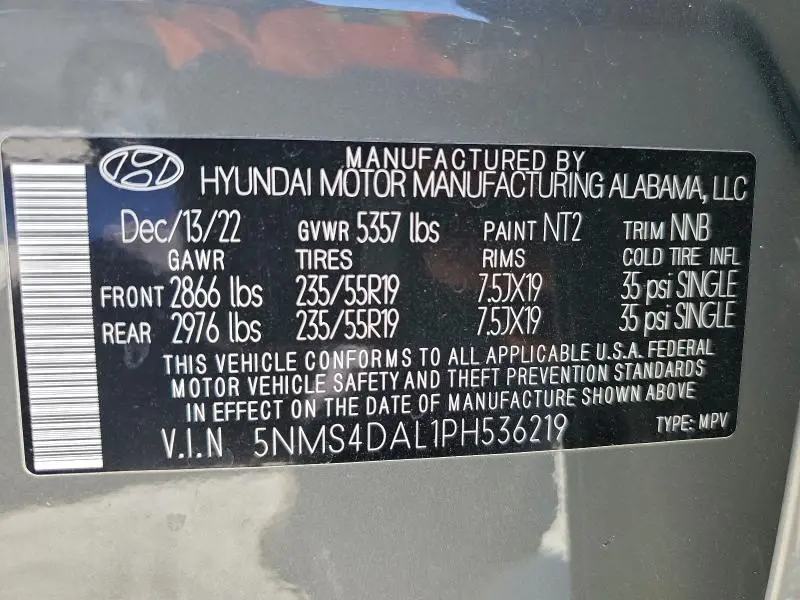 MANUFACTURED BY
HYUNDAI MOTOR MANUFACTURING ALABAMA, LLC
Dec/13/22 GVWR 5357 lbs PAINT NT2 TRIM NNB
GAWR TIRES RIMS COLD TIRE INFL
FRONT 2866 lbs 235/55R19 7.5JX19 35 psi SINGLE
REAR 2976 lbs 235/55R19 7.5JX19 35 psi SINGLE
THIS VEHICLE CONFORMS TO ALL APPLICABLE U.S.A. FEDERAL
MOTOR VEHICLE SAFETY AND THEFT PREVENTION STANDARDS
IN EFFECT ON THE DATE OF MANUFACTURE SHOWN ABOVE
V.I.N 5NMS4DAL1PH536219 TYPE: MPV